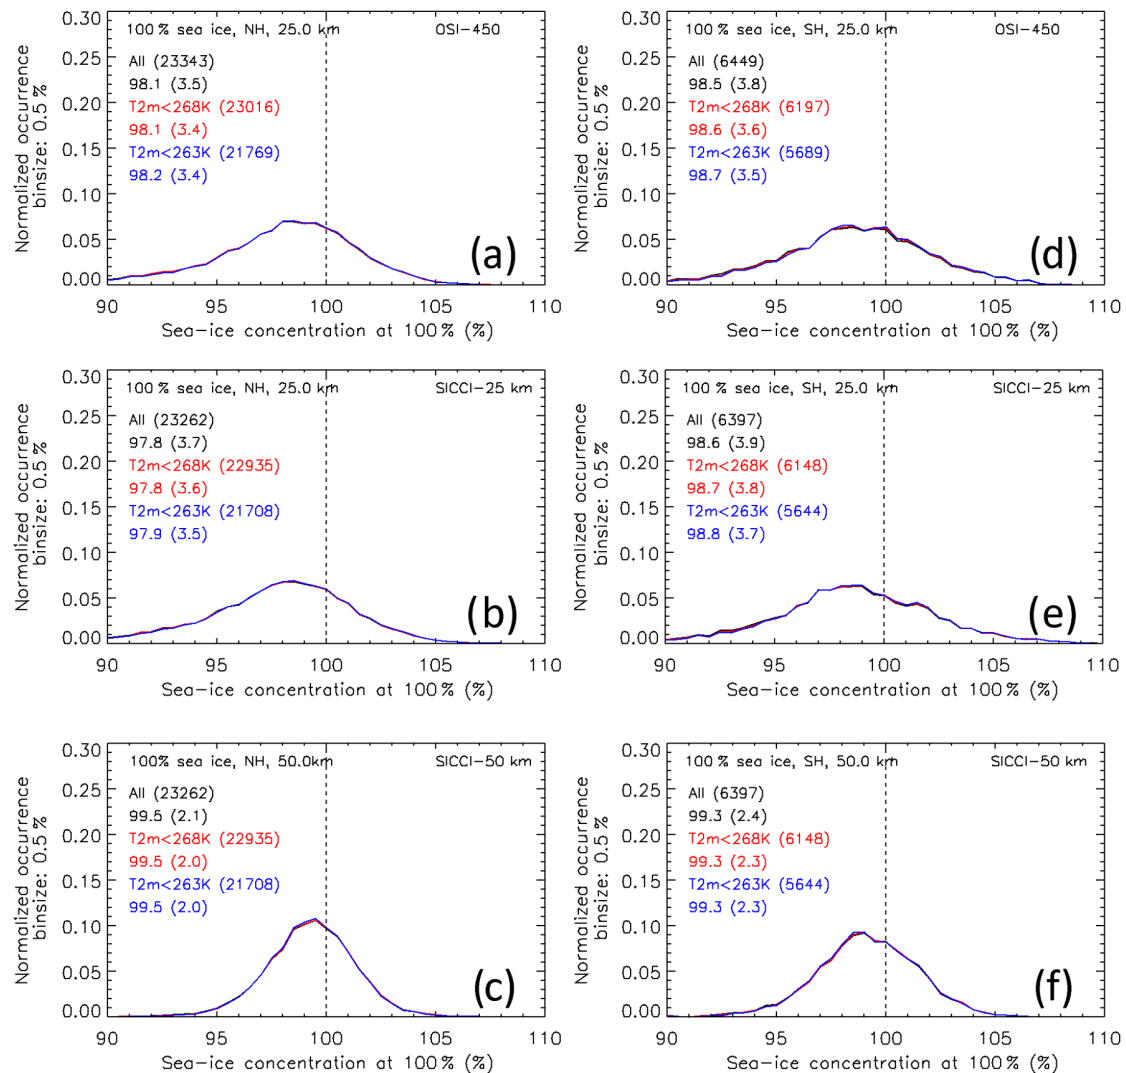 100% sea ice, NH, 25.0 km OSI-450
All (23343)
98.1 (3.5)
T2m<268K (23016)
98.1 (3.4)
T2m<263K (21769)
98.2 (3.4)
0.30
0.25
0.20
0.15
0.10
0.05
0.00
Normalized occurrence
binsize: 0.5%
(a)
90 95 100 105 110
Sea-ice concentration at 100% (%)
100% sea ice, SH, 25.0 km OSI-450
All (6449)
98.5 (3.8)
T2m<268K (6197)
98.6 (3.6)
T2m<263K (5689)
98.7 (3.5)
0.30
0.25
0.20
0.15
0.10
0.05
0.00
Normalized occurrence
binsize: 0.5%
(d)
90 95 100 105 110
Sea-ice concentration at 100% (%)
100% sea ice, NH, 25.0 km SICCI-25 km
All (23262)
97.8 (3.7)
T2m<268K (22935)
97.8 (3.6)
T2m<263K (21708)
97.9 (3.5)
0.30
0.25
0.20
0.15
0.10
0.05
0.00
Normalized occurrence
binsize: 0.5%
(b)
90 95 100 105 110
Sea-ice concentration at 100% (%)
100% sea ice, SH, 25.0 km SICCI-25 km
All (6397)
98.6 (3.9)
T2m<268K (6148)
98.7 (3.8)
T2m<263K (5644)
98.8 (3.7)
0.30
0.25
0.20
0.15
0.10
0.05
0.00
Normalized occurrence
binsize: 0.5%
(e)
90 95 100 105 110
Sea-ice concentration at 100% (%)
100% sea ice, NH, 50.0km SICCI-50 km
All (23262)
99.5 (2.1)
T2m<268K (22935)
99.5 (2.0)
T2m<263K (21708)
99.5 (2.0)
0.30
0.25
0.20
0.15
0.10
0.05
0.00
Normalized occurrence
binsize: 0.5%
(c)
90 95 100 105 110
Sea-ice concentration at 100% (%)
100% sea ice, SH, 50.0 km SICCI-50 km
All (6397)
99.3 (2.4)
T2m<268K (6148)
99.3 (2.3)
T2m<263K (5644)
99.3 (2.3)
0.30
0.25
0.20
0.15
0.10
0.05
0.00
Normalized occurrence
binsize: 0.5%
(f)
90 95 100 105 110
Sea-ice concentration at 100% (%)